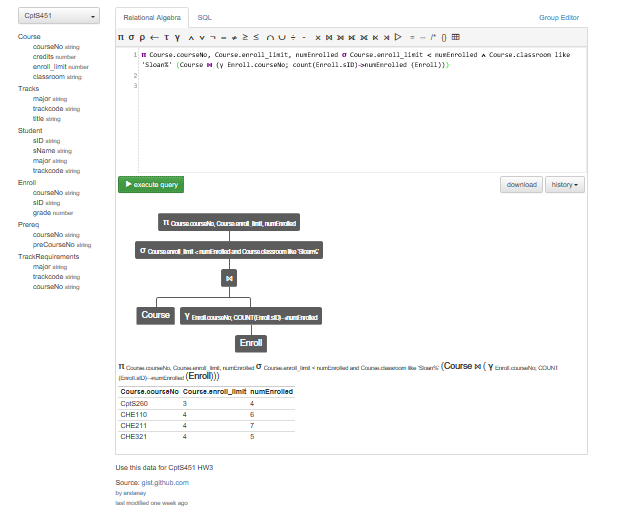 CptS451
Relational Algebra
SQL
Group Editor
π σ ρ ← τ γ ∧ ∨ ¬ = ≠ ≥ ≤ ∩ ∪ ÷ - × ⋈ ⟕ ⟖ ⟗ ⋉ ⋊ ▷ = -- /* {}
Course
courseNo string
credits number
enroll_limit number
classroom string
Tracks
major string
trackcode string
title string
Student
sID string
sName string
major string
trackcode string
Enroll
courseNo string
sID string
grade number
Prereq
courseNo string
preCourseNo string
TrackRequirements
major string
trackcode string
courseNo string
1 π Course.courseNo, Course.enroll_limit, numEnrolled σ Course.enroll_limit < numEnrolled ∧ Course.classroom like
'Sloan%' (Course ⋈ (γ Enroll.courseNo; count(Enroll.sID)->numEnrolled (Enroll)))
2
3
execute query
download
history
π Course.courseNo, Course.enroll_limit, numEnrolled
σ Course.enroll_limit < numEnrolled and Course.classroom like 'Sloan%'
⋈
Course
γ Enroll.courseNo, COUNT(Enroll.sID)→numEnrolled
Enroll
π Course.courseNo, Course.enroll_limit, numEnrolled σ Course.enroll_limit < numEnrolled and Course.classroom like 'Sloan%' (Course ⋈ ( γ Enroll.courseNo, COUNT
(Enroll.sID)→numEnrolled (Enroll)))
Course.courseNo Course.enroll_limit numEnrolled
CptS260 3 4
CHE110 4 6
CHE211 4 7
CHE321 4 5
Use this data for CptS451 HW3
Source: gist.github.com
by
last modified one week ago